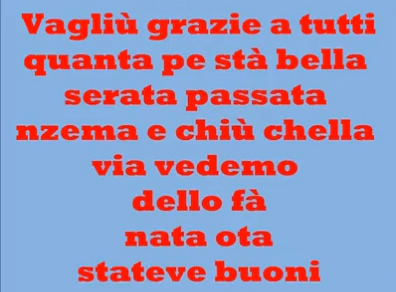 Vagliù grazie a tutti
quanta pe stà bella
serata passata
nzema e chiù chella
via vedemo
dello fà
nata ota
stateve buoni